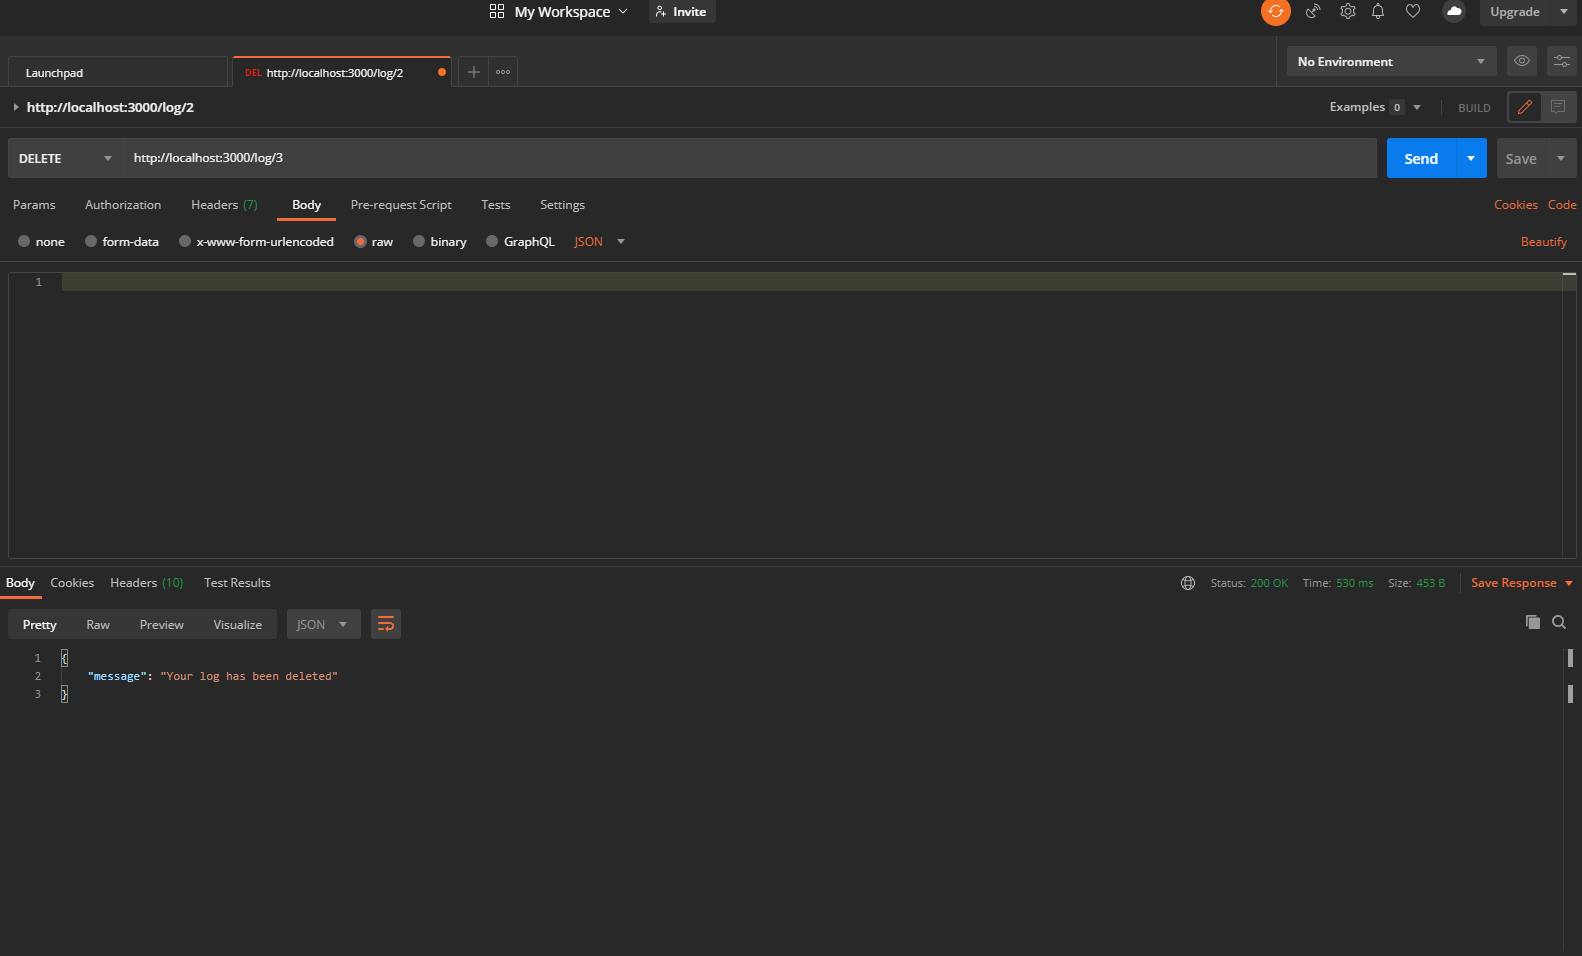 My Workspace Invite Upgrade
Launchpad DEL http://localhost:3000/log/2 No Environment
http://localhost:3000/log/2 Examples 0 BUILD
DELETE http://localhost:3000/log/3 Send Save
Params Authorization Headers (7) Body Pre-request Script Tests Settings Cookies Code
none form-data x-www-form-urlencoded raw binary GraphQL JSON Beautify
1
Body Cookies Headers (10) Test Results Status: 200 OK Time: 530 ms Size: 453 B Save Response
Pretty Raw Preview Visualize JSON
1 {
2 "message": "Your log has been deleted"
3 }